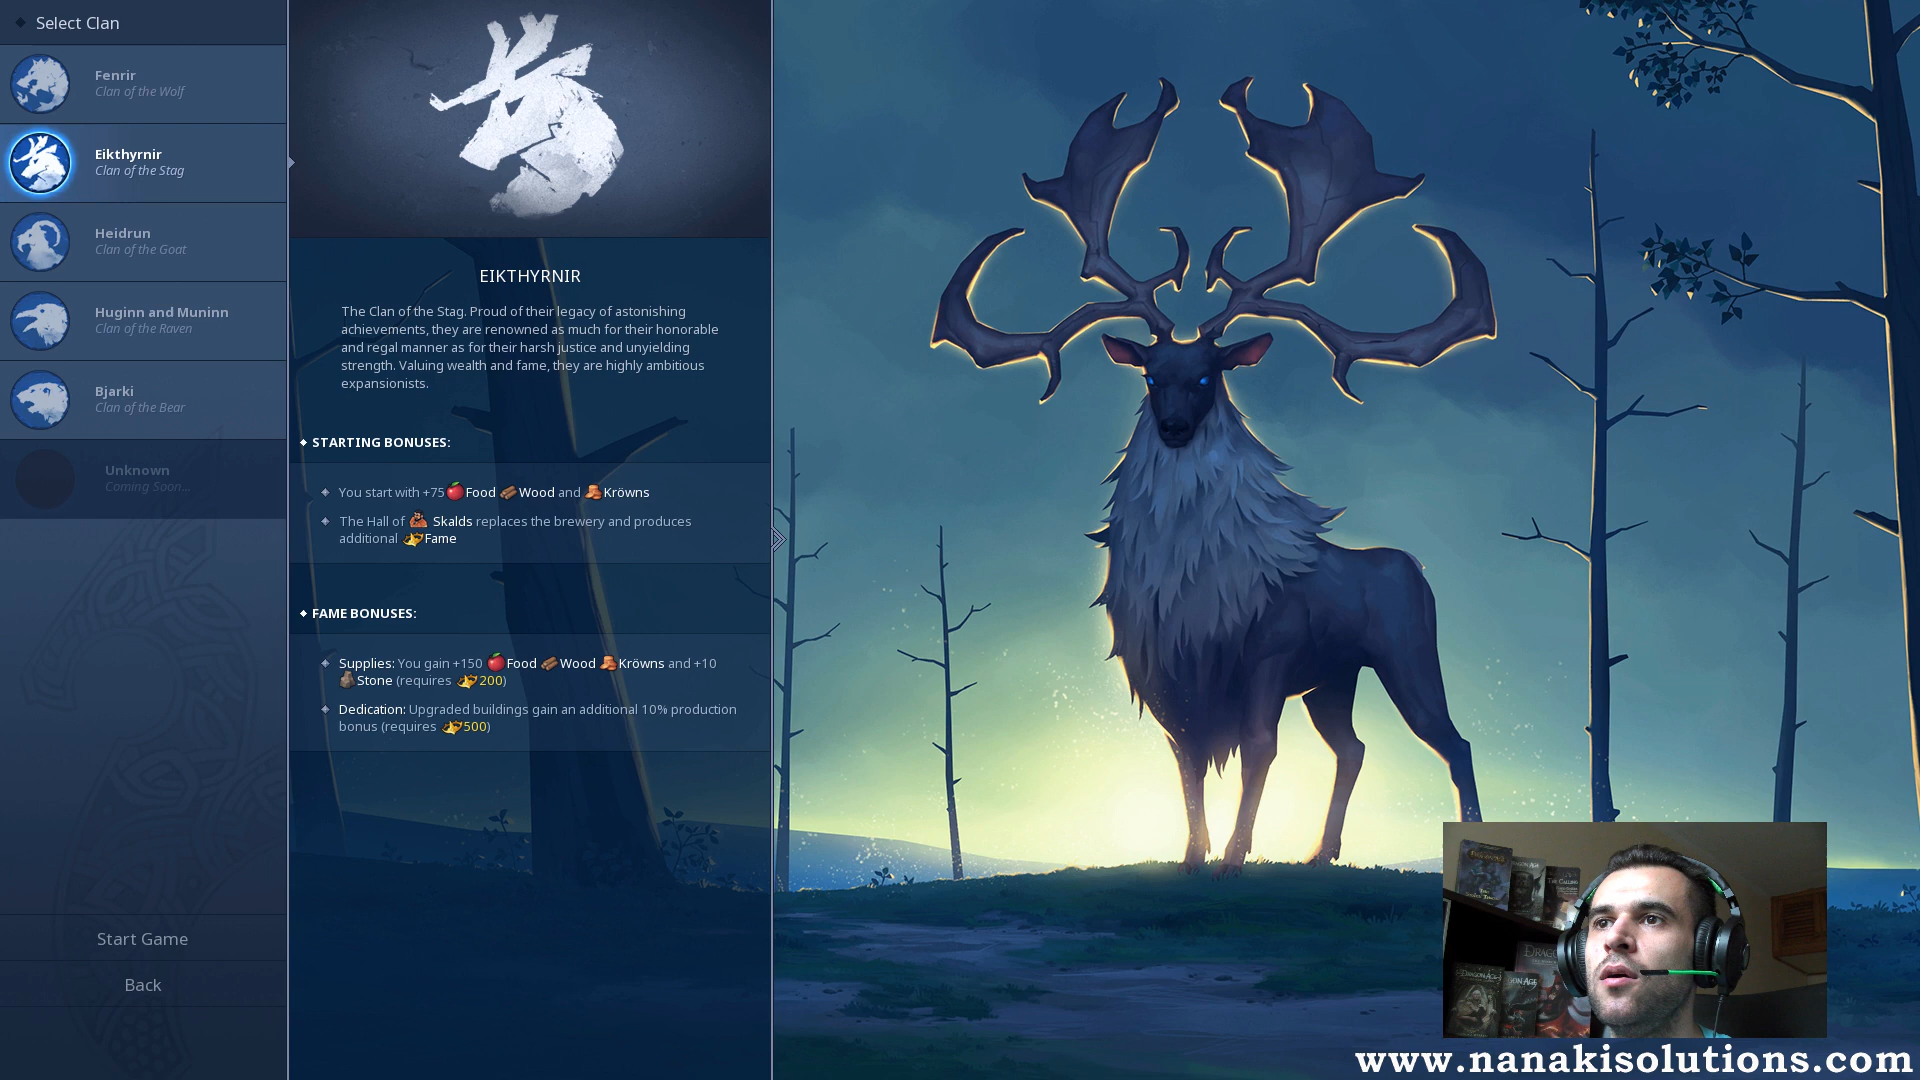 Select Clan
Fenrir
Clan of the Wolf
Eikthyrnir
Clan of the Stag
Heidrun
Clan of the Goat
Huginn and Muninn
Clan of the Raven
Bjarki
Clan of the Bear
Unknown
Coming Soon...
Start Game
Back
EIKTHYRNIR
The Clan of the Stag. Proud of their legacy of astonishing
achievements, they are renowned as much for their honorable
and regal manner as for their harsh justice and unyielding
strength. Valuing wealth and fame, they are highly ambitious
expansionists.
STARTING BONUSES:
You start with +75 Food Wood and Kröwns
The Hall of Skalds replaces the brewery and produces
additional Fame
FAME BONUSES:
Supplies: You gain +150 Food Wood Kröwns and +10
Stone (requires 200)
Dedication: Upgraded buildings gain an additional 10% production
bonus (requires 500)
DRAGON AGE
THE CALLING
DRAGON AGE
www.nanakisolutions.com